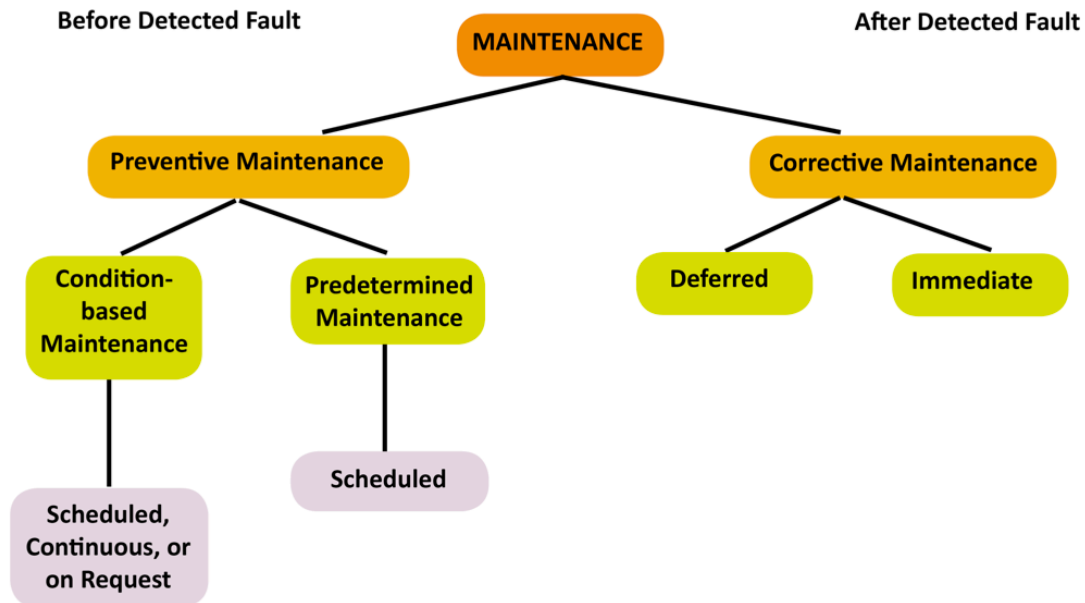 Before Detected Fault
After Detected Fault
MAINTENANCE
Preventive Maintenance
Corrective Maintenance
Condition-
based
Maintenance
Predetermined
Maintenance
Deferred
Immediate
Scheduled
Scheduled,
Continuous, or
on Request